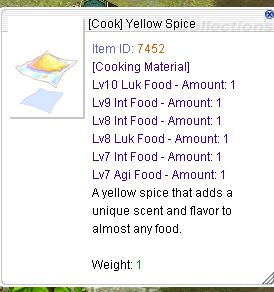 [Cook] Yellow Spice
Collections
Item ID: 7452
[Cooking Material]
Lv10 Luk Food - Amount: 1
Lv9 Int Food - Amount: 1
Lv8 Int Food - Amount: 1
Lv8 Luk Food - Amount: 1
Lv7 Int Food - Amount: 1
Lv7 Agi Food - Amount: 1
A yellow spice that adds a
unique scent and flavor to
almost any food.
Weight: 1